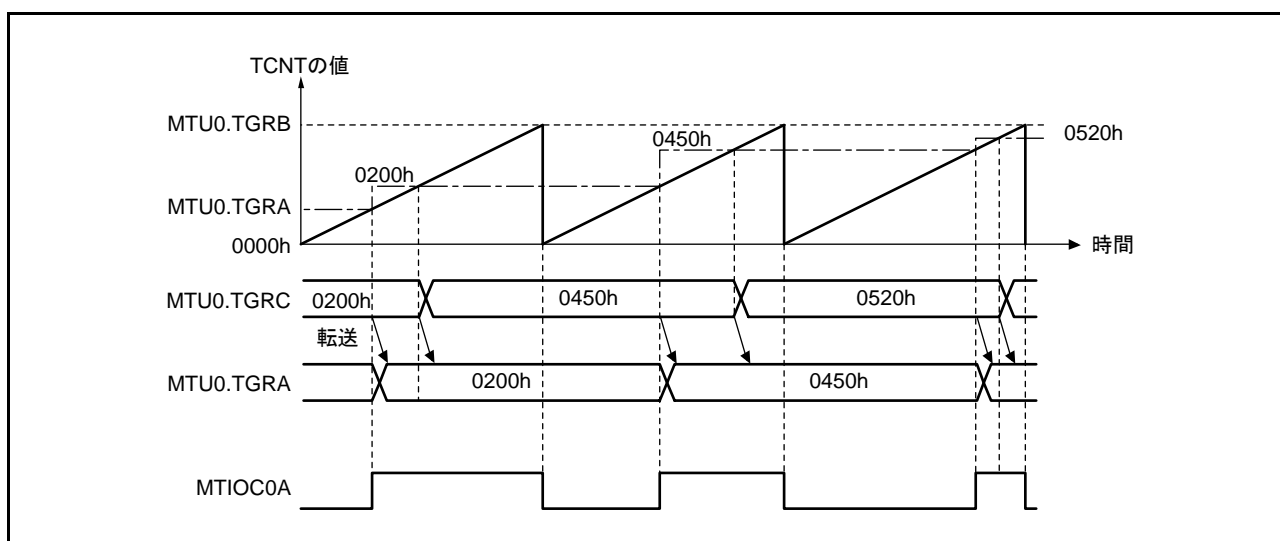 TCNTの値
MTU0.TGRB
0520h
0450h
0200h
MTU0.TGRA
0000h
時間
MTU0.TGRC
0200h
0450h
0520h
転送
MTU0.TGRA
0200h
0450h
MTIOC0A